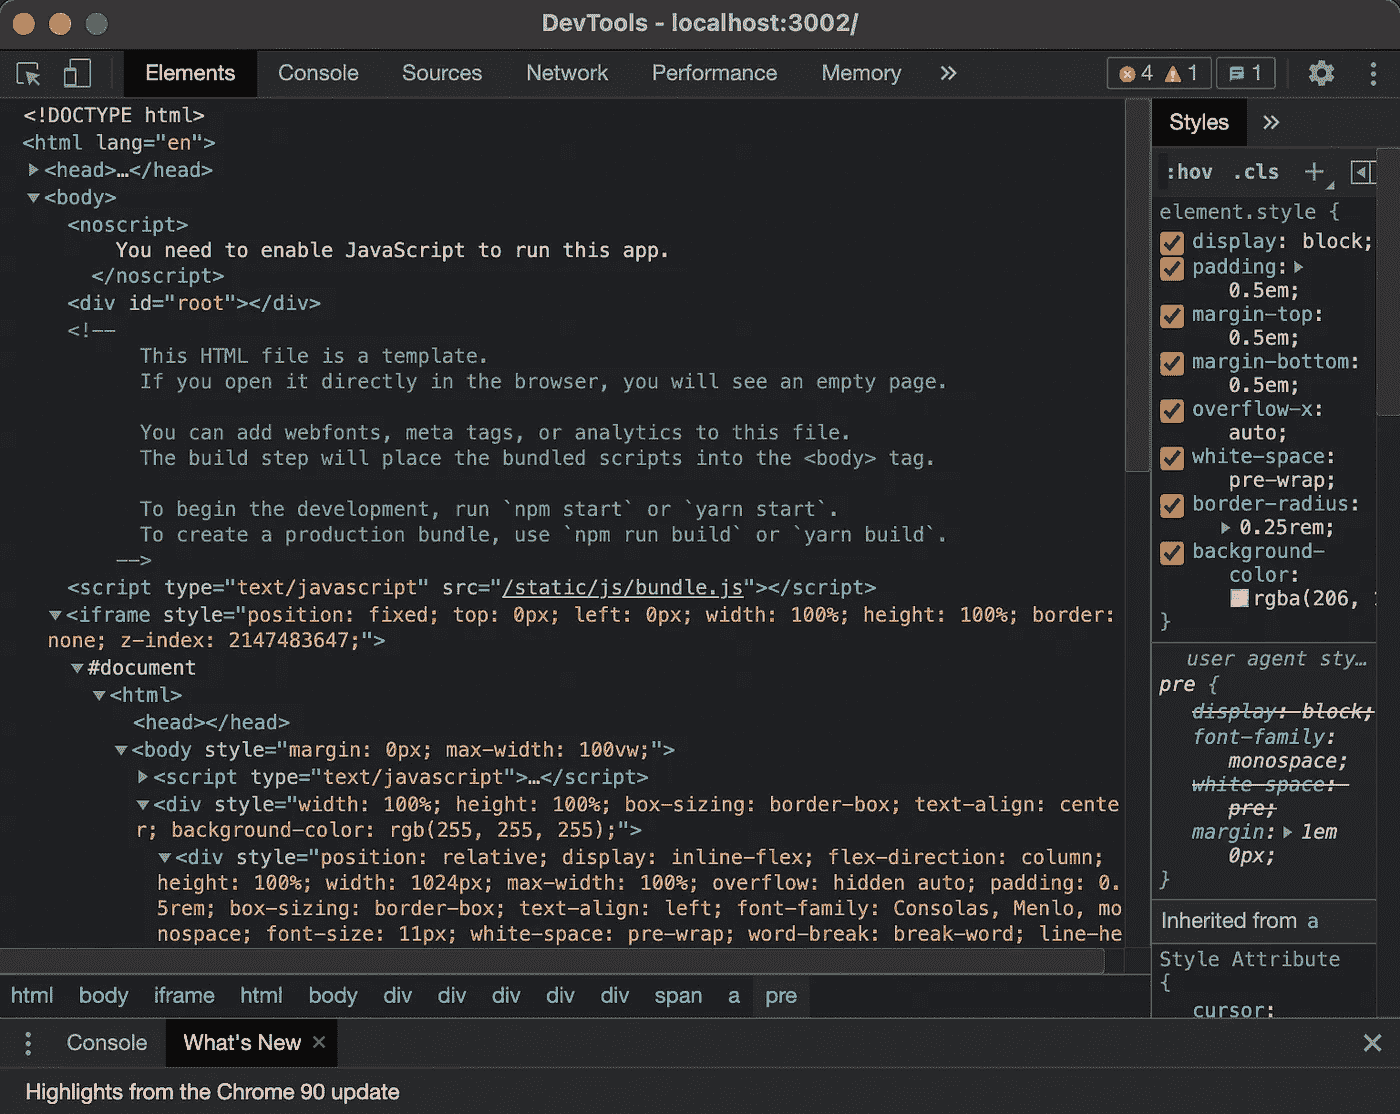 DevTools - localhost:3002/
Elements Console Sources Network Performance Memory » 4 1 1
<!DOCTYPE html>
<html lang="en">
<head>…</head>
<body>
<noscript>
You need to enable JavaScript to run this app.
</noscript>
<div id="root"></div>
<!--
This HTML file is a template.
If you open it directly in the browser, you will see an empty page.
You can add webfonts, meta tags, or analytics to this file.
The build step will place the bundled scripts into the <body> tag.
To begin the development, run `npm start` or `yarn start`.
To create a production bundle, use `npm run build` or `yarn build`.
-->
<script type="text/javascript" src="/static/js/bundle.js"></script>
<iframe style="position: fixed; top: 0px; left: 0px; width: 100%; height: 100%; border:
none; z-index: 2147483647;">
#document
<html>
<head></head>
<body style="margin: 0px; max-width: 100vw;">
<script type="text/javascript">…</script>
<div style="width: 100%; height: 100%; box-sizing: border-box; text-align: cente
r; background-color: rgb(255, 255, 255);">
<div style="position: relative; display: inline-flex; flex-direction: column;
height: 100%; width: 1024px; max-width: 100%; overflow: hidden auto; padding: 0.
5rem; box-sizing: border-box; text-align: left; font-family: Consolas, Menlo, mo
nospace; font-size: 11px; white-space: pre-wrap; word-break: break-word; line-he
html body iframe html body div div div div div span a pre
Styles »
:hov .cls +
element.style {
display: block;
padding:
0.5em;
margin-top:
0.5em;
margin-bottom:
0.5em;
overflow-x:
auto;
white-space:
pre-wrap;
border-radius:
0.25rem;
background-
color:
rgba(206,
}
user agent sty…
pre {
display: block;
font-family:
monospace;
white-space:
pre;
margin: 1em
0px;
}
Inherited from a
Style Attribute
{
cursor:
Console What's New ×
Highlights from the Chrome 90 update